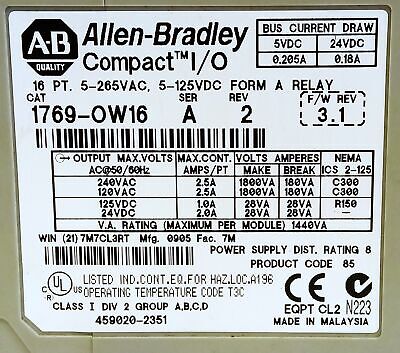 A-B
QUALITY
Allen-Bradley
Compact™I/O
BUS CURRENT DRAW
5VDC 24VDC
0.205A 0.18A
16 PT. 5-265VAC, 5-125VDC FORM A RELAY
CAT SER REV F/W REV
1769-OW16 A 2 3.1
OUTPUT MAX.VOLTS MAX.CONT. VOLTS AMPERES NEMA
AC@50/60Hz AMPS/PT MAKE BREAK ICS 2-125
240VAC 2.5A 1800VA 180VA C300
120VAC 2.5A 1800VA 180VA C300
125VDC 1.0A 28VA 28VA R150
24VDC 2.0A 28VA 28VA -
V.A. RATING (MAXIMUM PER MODULE) 1440VA
WIN (21) 7M7CL3RT Mfg. 0905 Fac. 7M
POWER SUPPLY DIST. RATING 8
PRODUCT CODE 85
C UL US LISTED IND.CONT.EQ.FOR HAZ.LOC.A196
OPERATING TEMPERATURE CODE T3C
CLASS I DIV 2 GROUP A,B,C,D
459020-2351
CE
EQPT CL2 N223
MADE IN MALAYSIA